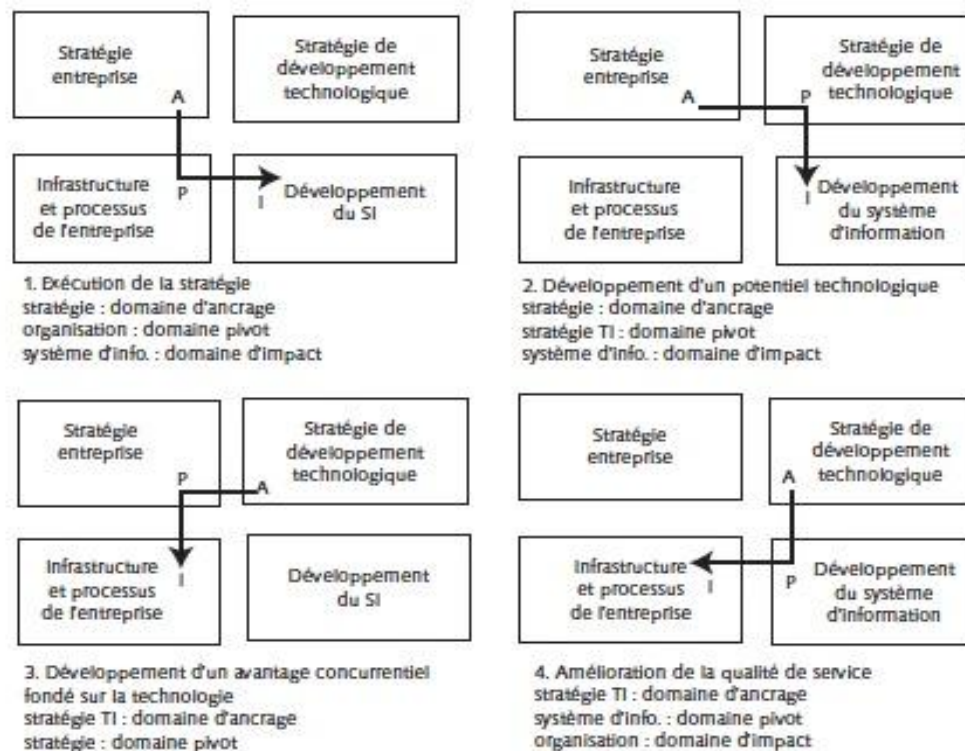 Stratégie
entreprise
A
Stratégie de
développement
technologique
Infrastructure
et processus
de l'entreprise
P
I
Développement
du SI
1. Exécution de la stratégie
stratégie : domaine d'ancrage
organisation : domaine pivot
système d'info. : domaine d'impact
Stratégie
entreprise
A
P
Stratégie de
développement
technologique
Infrastructure
et processus
de l'entreprise
I
Développement
du système
d'information
2. Développement d'un potentiel technologique
stratégie : domaine d'ancrage
stratégie TI : domaine pivot
système d'info. : domaine d'impact
Stratégie
entreprise
P
A
Stratégie de
développement
technologique
Infrastructure
et processus
de l'entreprise
I
Développement
du SI
3. Développement d'un avantage concurrentiel
fondé sur la technologie
stratégie TI : domaine d'ancrage
stratégie : domaine pivot
Stratégie
entreprise
Stratégie de
développement
technologique
A
Infrastructure
et processus
de l'entreprise
I
P
Développement
du système
d'information
4. Amélioration de la qualité de service
stratégie TI : domaine d'ancrage
système d'info. : domaine pivot
organisation : domaine d'impact